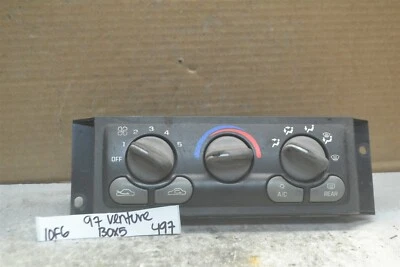 2 3 4
1 5
OFF
A/C REAR
10F6 97 venture
BOX5 497